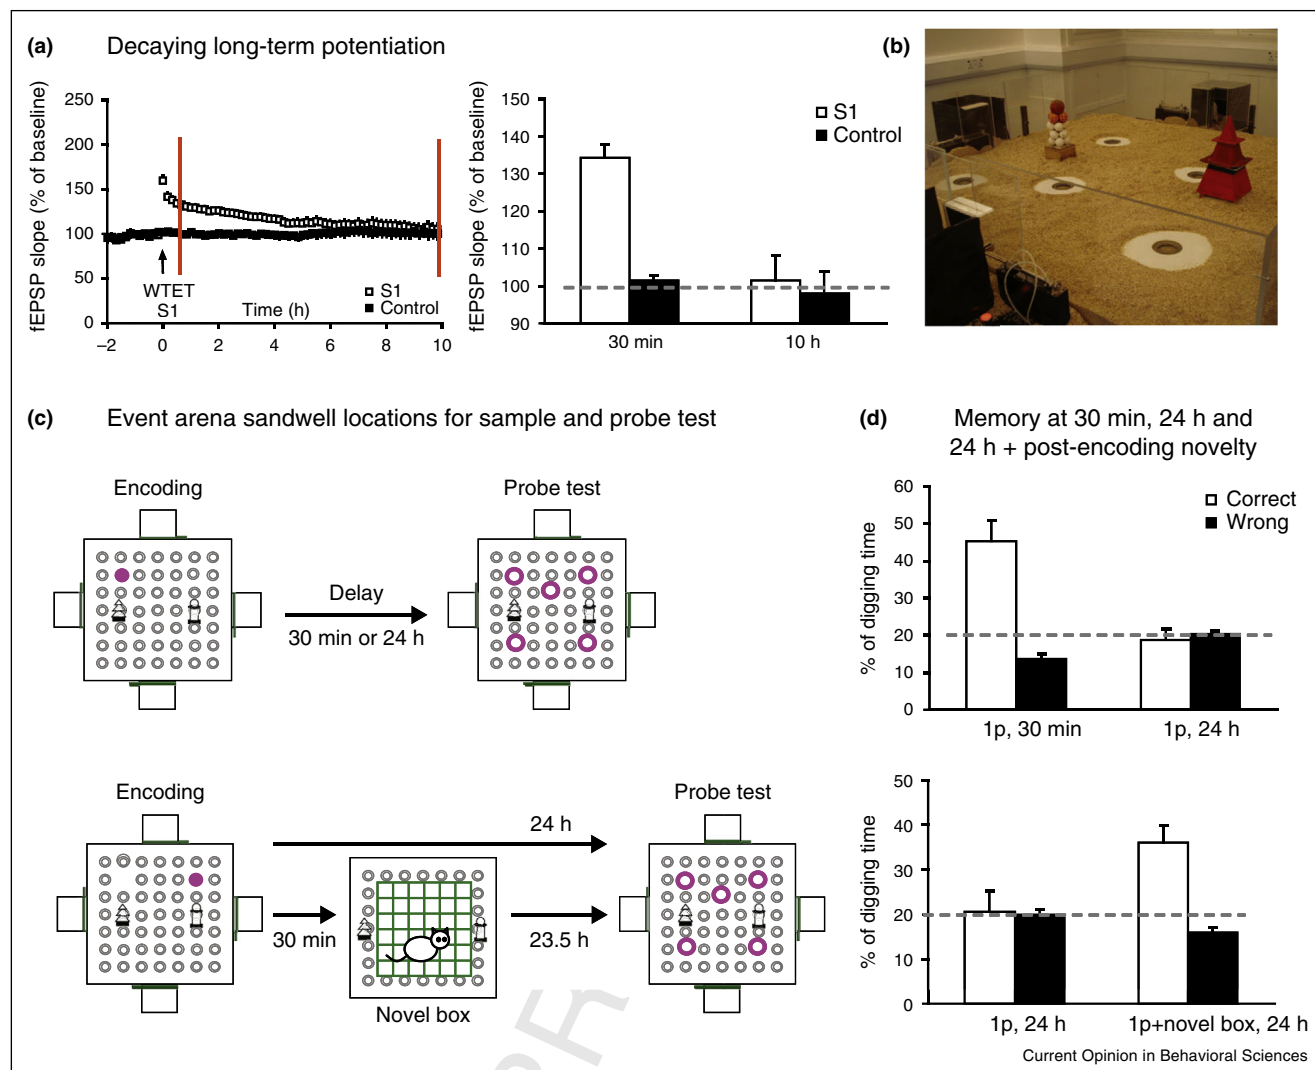 (a) Decaying long-term potentiation
fEPSP slope (% of baseline)
250
200
150
100
50
0
WTET
S1
Time (h)
S1
Control
–2 0 2 4 6 8 10
fEPSP slope (% of baseline)
150
140
130
120
110
100
90
S1
Control
30 min 10 h
(b)
(c) Event arena sandwell locations for sample and probe test
Encoding
Probe test
Delay
30 min or 24 h
Encoding
Probe test
24 h
30 min
23.5 h
Novel box
(d) Memory at 30 min, 24 h and
24 h + post-encoding novelty
% of digging time
60
50
40
30
20
10
0
Correct
Wrong
1p, 30 min 1p, 24 h
% of digging time
50
40
30
20
10
0
1p, 24 h 1p+novel box, 24 h
Current Opinion in Behavioral Sciences